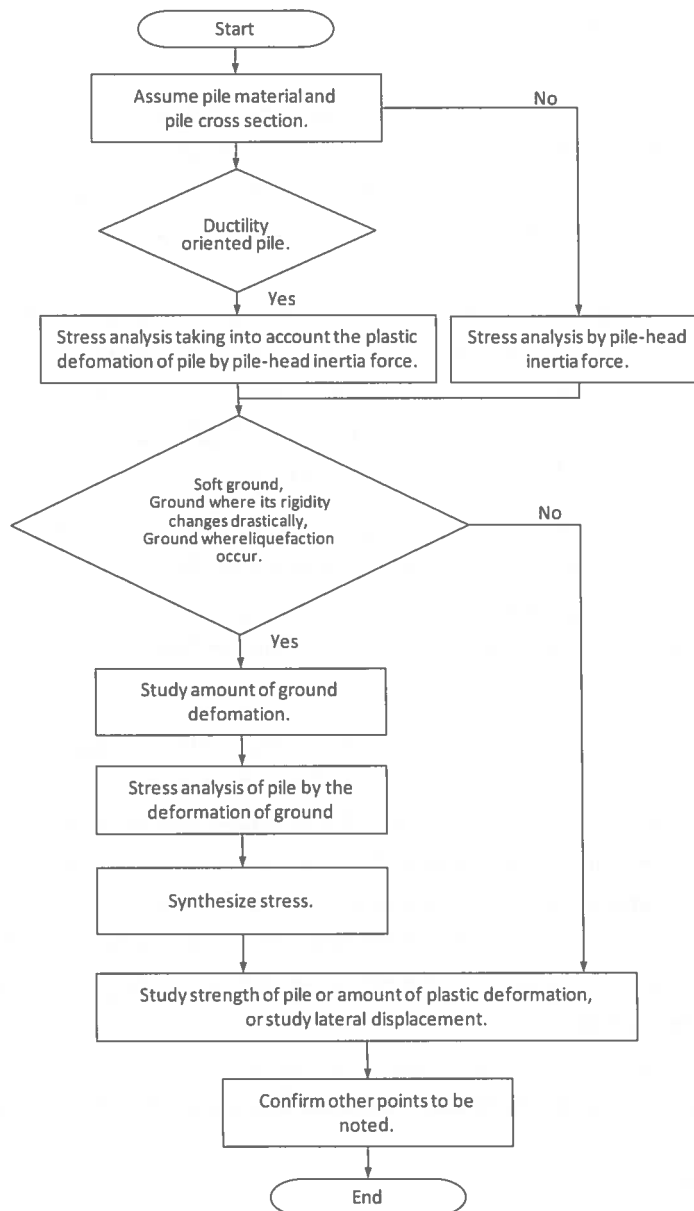 Start
Assume pile material and
pile cross section.
No
Ductility
oriented pile.
Yes
Stress analysis taking into account the plastic
defomation of pile by pile-head inertia force.
Stress analysis by pile-head
inertia force.
Soft ground,
Ground where its rigidity
changes drastically,
Ground whereliquefaction
occur.
No
Yes
Study amount of ground
defomation.
Stress analysis of pile by the
deformation of ground
Synthesize stress.
Study strength of pile or amount of plastic deformation,
or study lateral displacement.
Confirm other points to be
noted.
End